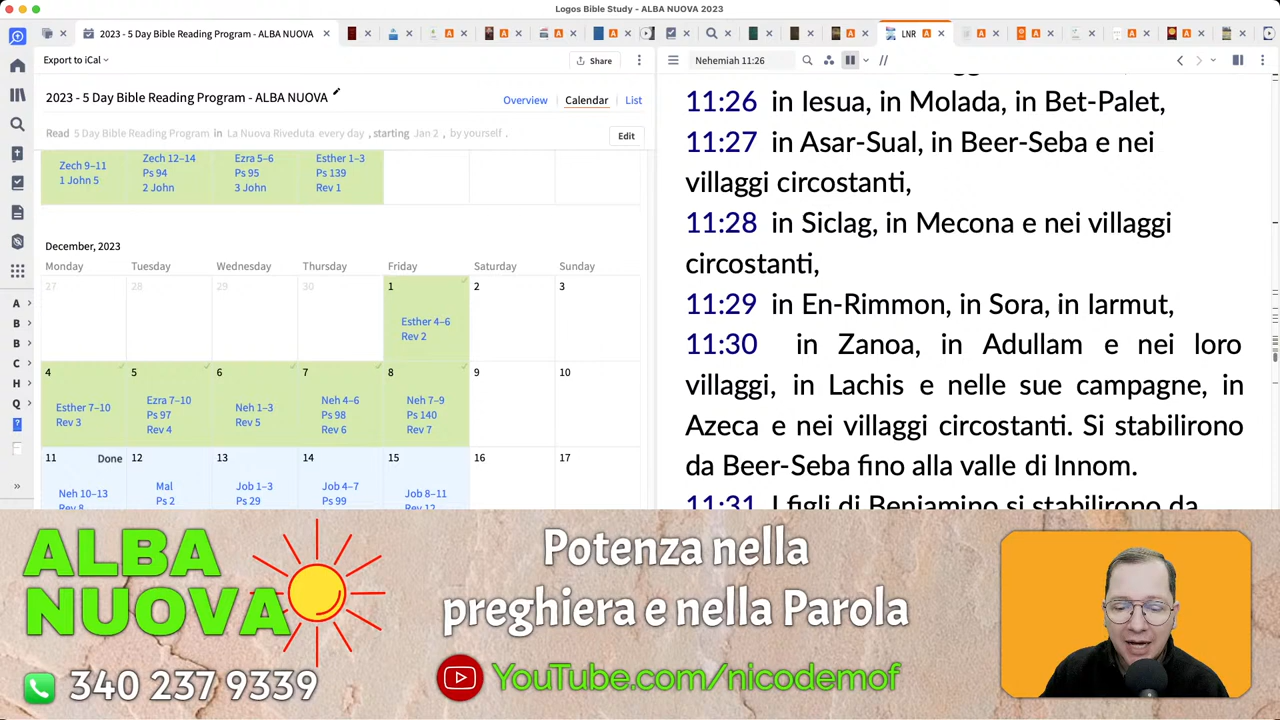 Logos Bible Study - ALBA NUOVA 2023
2023 - 5 Day Bible Reading Program - ALBA NUOVA
LNR
Export to iCal
Share
Nehemiah 11:26
2023 - 5 Day Bible Reading Program - ALBA NUOVA
Overview
Calendar
List
Read 5 Day Bible Reading Program in La Nuova Riveduta every day , starting Jan 2 , by yourself .
Edit
Zech 9–11
1 John 5
Zech 12–14
Ps 94
2 John
Ezra 5–6
Ps 95
3 John
Esther 1–3
Ps 139
Rev 1
December, 2023
Monday Tuesday Wednesday Thursday Friday Saturday Sunday
27 28 29 30 1 2 3
Esther 4–6
Rev 2
4 5 6 7 8 9 10
Esther 7–10
Rev 3
Ezra 7–10
Ps 97
Rev 4
Neh 1–3
Rev 5
Neh 4–6
Ps 98
Rev 6
Neh 7–9
Ps 140
Rev 7
11 Done 12 13 14 15 16 17
Neh 10–13
Rev 8
Mal
Ps 2
Job 1–3
Ps 29
Job 4–7
Ps 99
Job 8–11
Rev 12
A
B
B
C
H
Q
11:26 in Iesua, in Molada, in Bet-Palet,
11:27 in Asar-Sual, in Beer-Seba e nei
villaggi circostanti,
11:28 in Siclag, in Mecona e nei villaggi
circostanti,
11:29 in En-Rimmon, in Sora, in Iarmut,
11:30 in Zanoa, in Adullam e nei loro
villaggi, in Lachis e nelle sue campagne, in
Azeca e nei villaggi circostanti. Si stabilirono
da Beer-Seba fino alla valle di Innom.
11:31 I figli di Beniamino si stabilirono da
ALBA
NUOVA
340 237 9339
Potenza nella
preghiera e nella Parola
YouTube.com/nicodemof